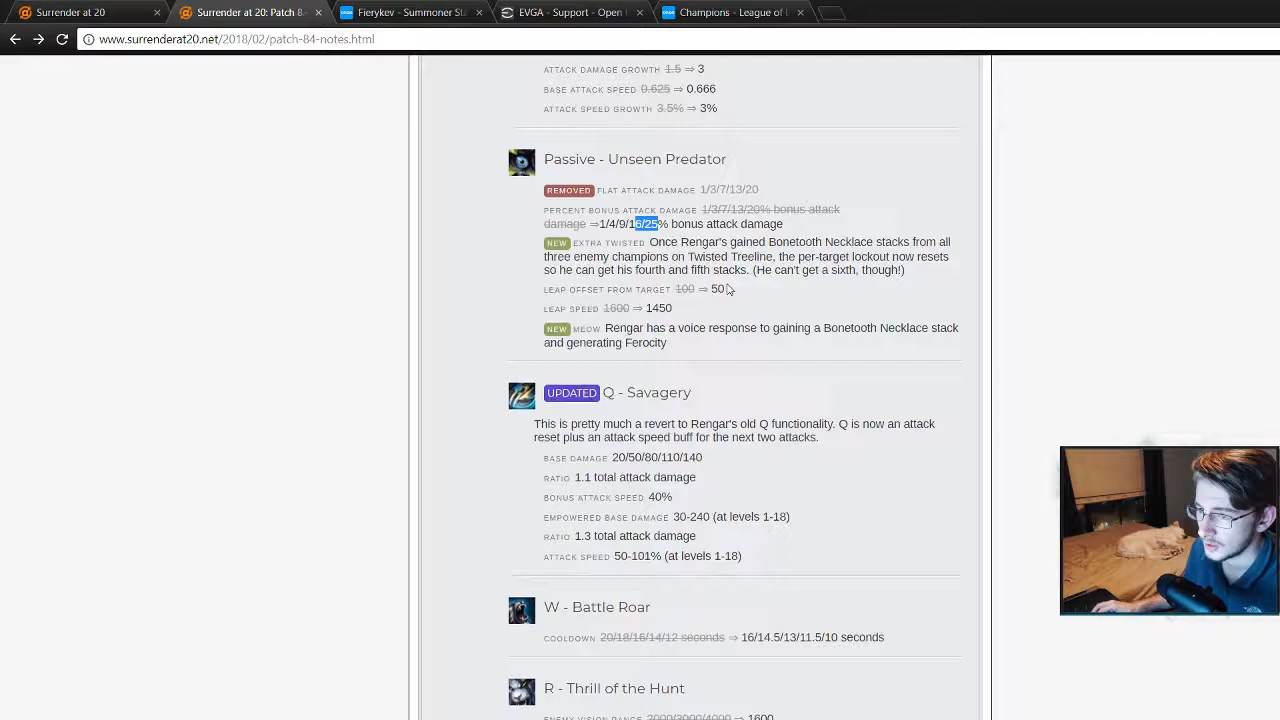 Surrender at 20
Surrender at 20: Patch 8.
Fierykev - Summoner Sta
EVGA - Support - Open
Champions - League of L
www.surrenderat20.net/2018/02/patch-84-notes.html
ATTACK DAMAGE GROWTH 1.5 ⇒ 3
BASE ATTACK SPEED 0.625 ⇒ 0.666
ATTACK SPEED GROWTH 3.5% ⇒ 3%
Passive - Unseen Predator
REMOVED FLAT ATTACK DAMAGE 1/3/7/13/20
PERCENT BONUS ATTACK DAMAGE 1/3/7/13/20% bonus attack
damage ⇒1/4/9/16/25% bonus attack damage
NEW EXTRA TWISTED Once Rengar's gained Bonetooth Necklace stacks from all
three enemy champions on Twisted Treeline, the per-target lockout now resets
so he can get his fourth and fifth stacks. (He can't get a sixth, though!)
LEAP OFFSET FROM TARGET 100 ⇒ 50
LEAP SPEED 1600 ⇒ 1450
NEW MEOW Rengar has a voice response to gaining a Bonetooth Necklace stack
and generating Ferocity
UPDATED Q - Savagery
This is pretty much a revert to Rengar's old Q functionality. Q is now an attack
reset plus an attack speed buff for the next two attacks.
BASE DAMAGE 20/50/80/110/140
RATIO 1.1 total attack damage
BONUS ATTACK SPEED 40%
EMPOWERED BASE DAMAGE 30-240 (at levels 1-18)
RATIO 1.3 total attack damage
ATTACK SPEED 50-101% (at levels 1-18)
W - Battle Roar
COOLDOWN 20/18/16/14/12 seconds ⇒ 16/14.5/13/11.5/10 seconds
R - Thrill of the Hunt
ENEMY VISION RANGE 2000/3000/4000 ⇒ 1600